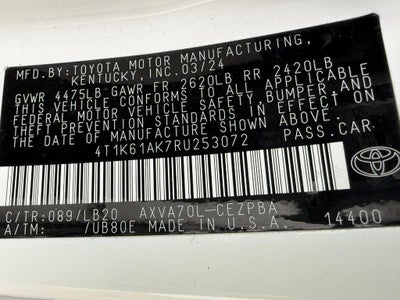 MFD.BY:TOYOTA MOTOR MANUFACTURING,
KENTUCKY,INC.03/24
GVWR 4475LB GAWR FR 2620LB RR 2420LB
THIS VEHICLE CONFORMS TO ALL APPLICABLE
FEDERAL MOTOR VEHICLE SAFETY, BUMPER AND
THEFT PREVENTION STANDARDS IN EFFECT ON
THE DATE OF MANUFACTURE SHOWN ABOVE.
4T1K61AK7RU253072 PASS.CAR
C/TR:089/LB20 AXVA70L-CEZPBA
A/TM: /UB80E MADE IN U.S.A. 14400
TOYOTA